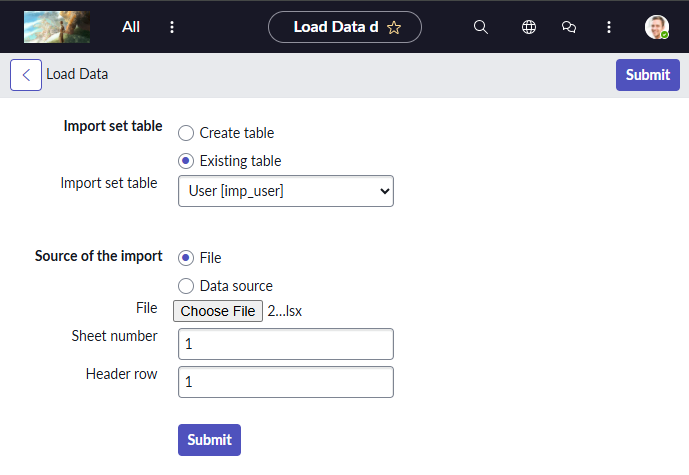 All
Load Data d
Load Data
Submit
Import set table
Create table
Existing table
Import set table
User [imp_user]
Source of the import
File
Data source
File
Choose File 2...lsx
Sheet number
1
Header row
1
Submit